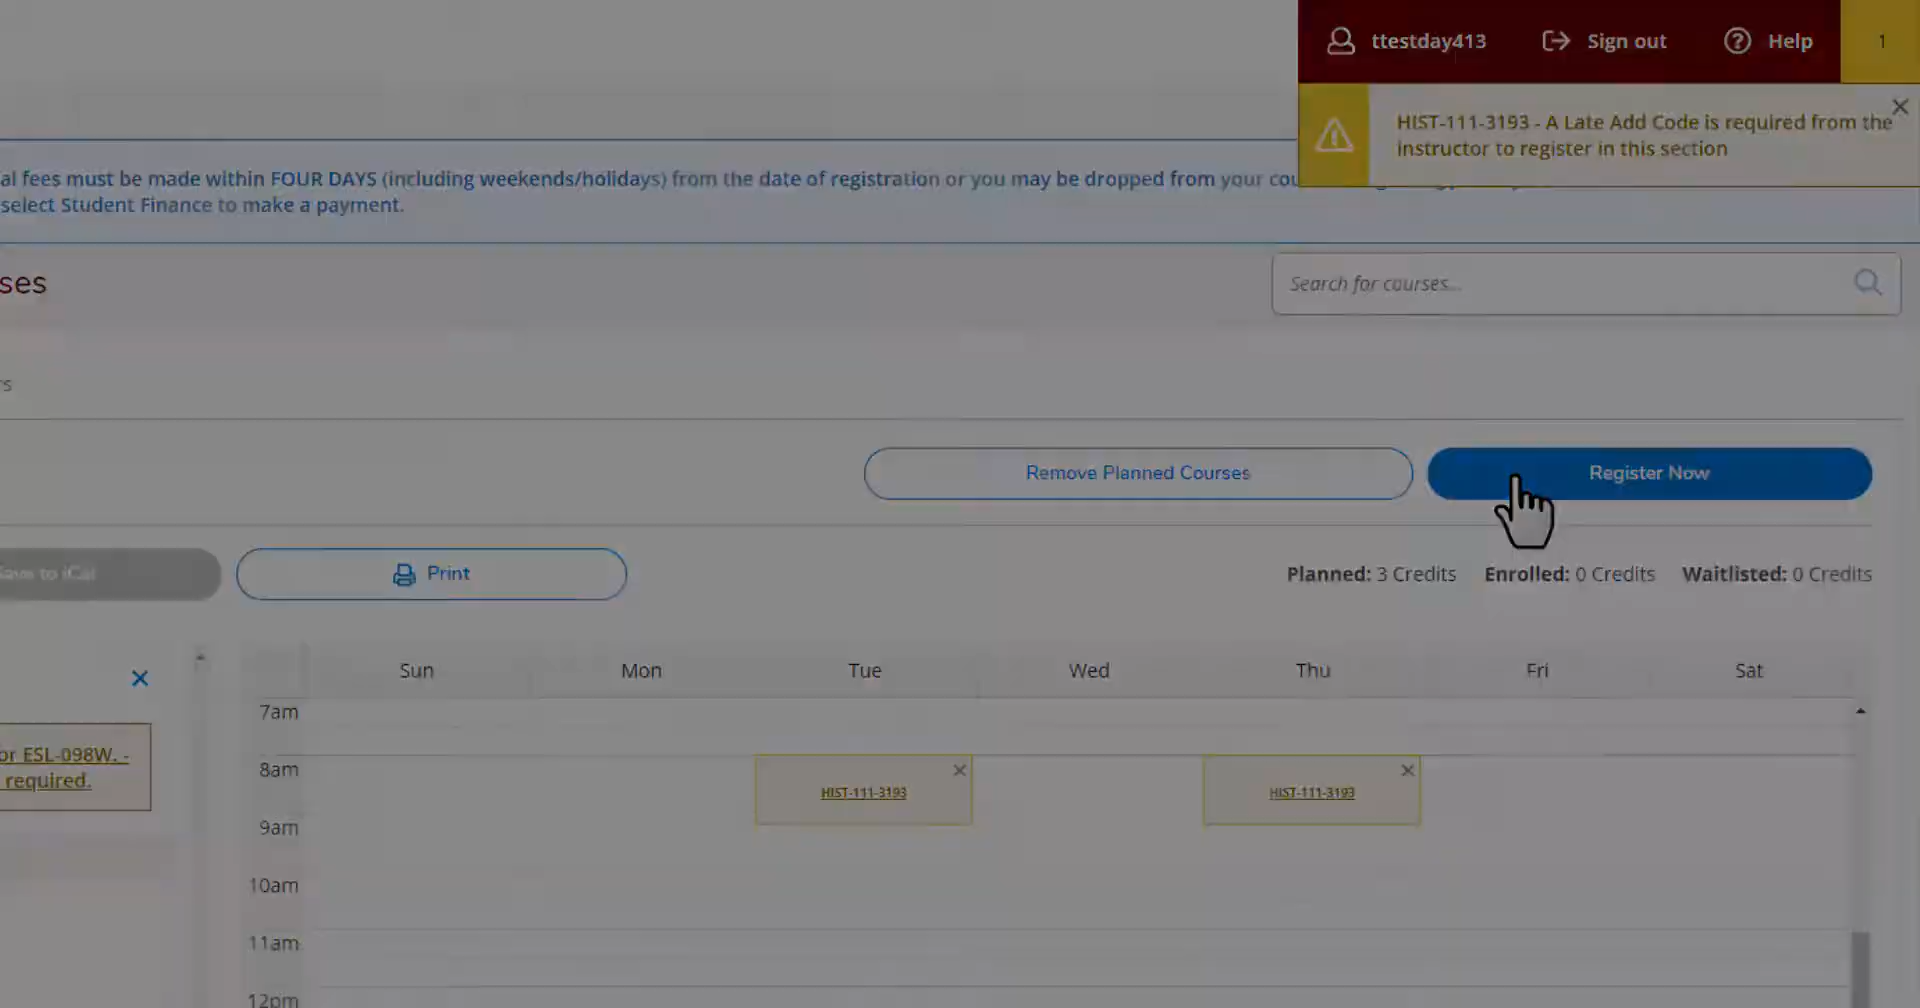 ttestday413
Sign out
Help
1
HIST-111-3193 - A Late Add Code is required from the
instructor to register in this section
al fees must be made within FOUR DAYS (including weekends/holidays) from the date of registration or you may be dropped from your cou
select Student Finance to make a payment.
ses
Search for courses...
rs
Remove Planned Courses
Register Now
Save to iCal
Print
Planned: 3 Credits
Enrolled: 0 Credits
Waitlisted: 0 Credits
Sun
Mon
Tue
Wed
Thu
Fri
Sat
or ESL-098W. -
required.
7am
8am
HIST-111-3193
HIST-111-3193
9am
10am
11am
12pm